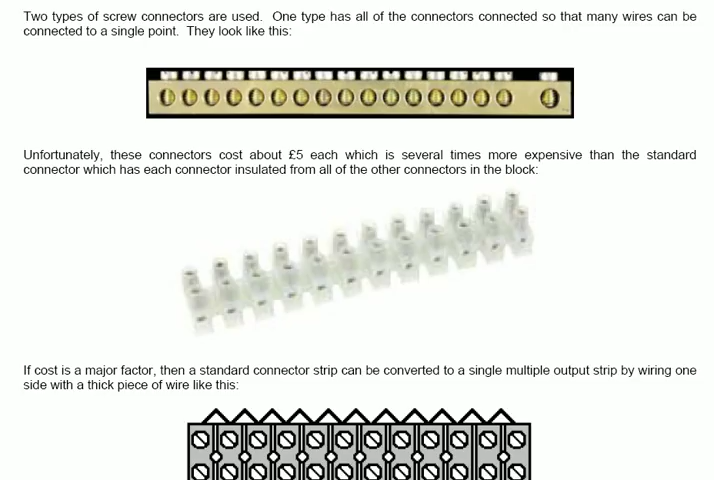 Two types of screw connectors are used. One type has all of the connectors connected so that many wires can be
connected to a single point. They look like this:
Unfortunately, these connectors cost about £5 each which is several times more expensive than the standard
connector which has each connector insulated from all of the other connectors in the block:
If cost is a major factor, then a standard connector strip can be converted to a single multiple output strip by wiring one
side with a thick piece of wire like this: